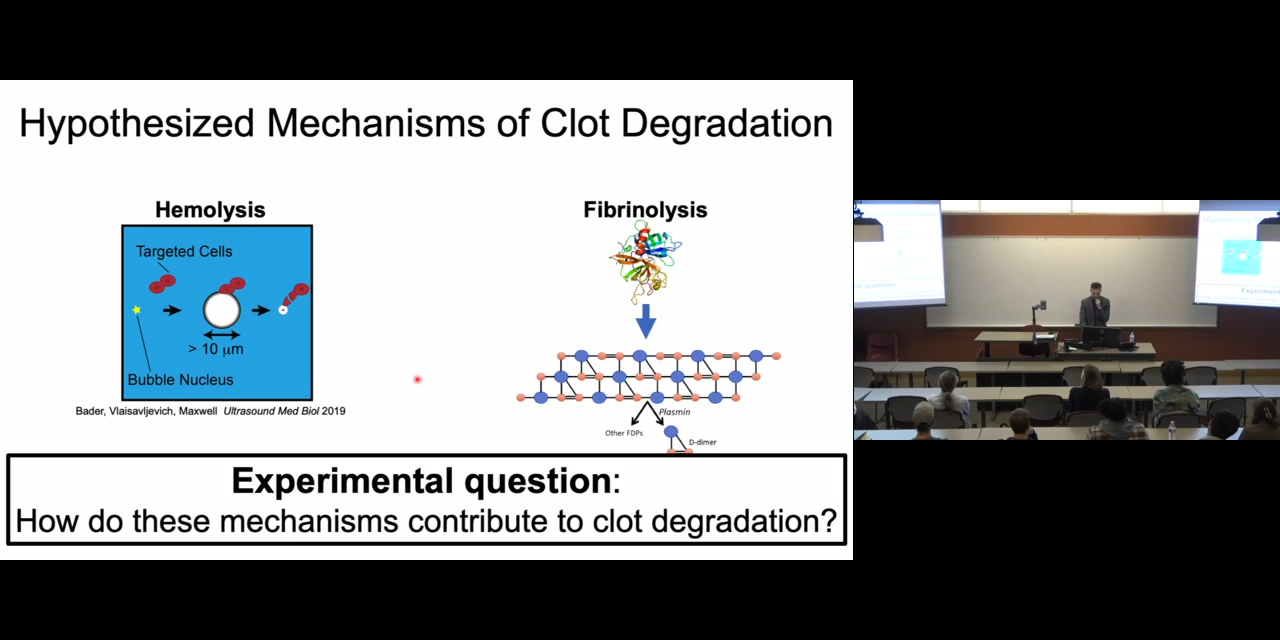 Hypothesized Mechanisms of Clot Degradation
Hemolysis
Targeted Cells
> 10 μm
Bubble Nucleus
Bader, Vlaisavljevich, Maxwell Ultrasound Med Biol 2019
Fibrinolysis
Plasmin
Other FDPs
D-dimer
Experimental question:
How do these mechanisms contribute to clot degradation?